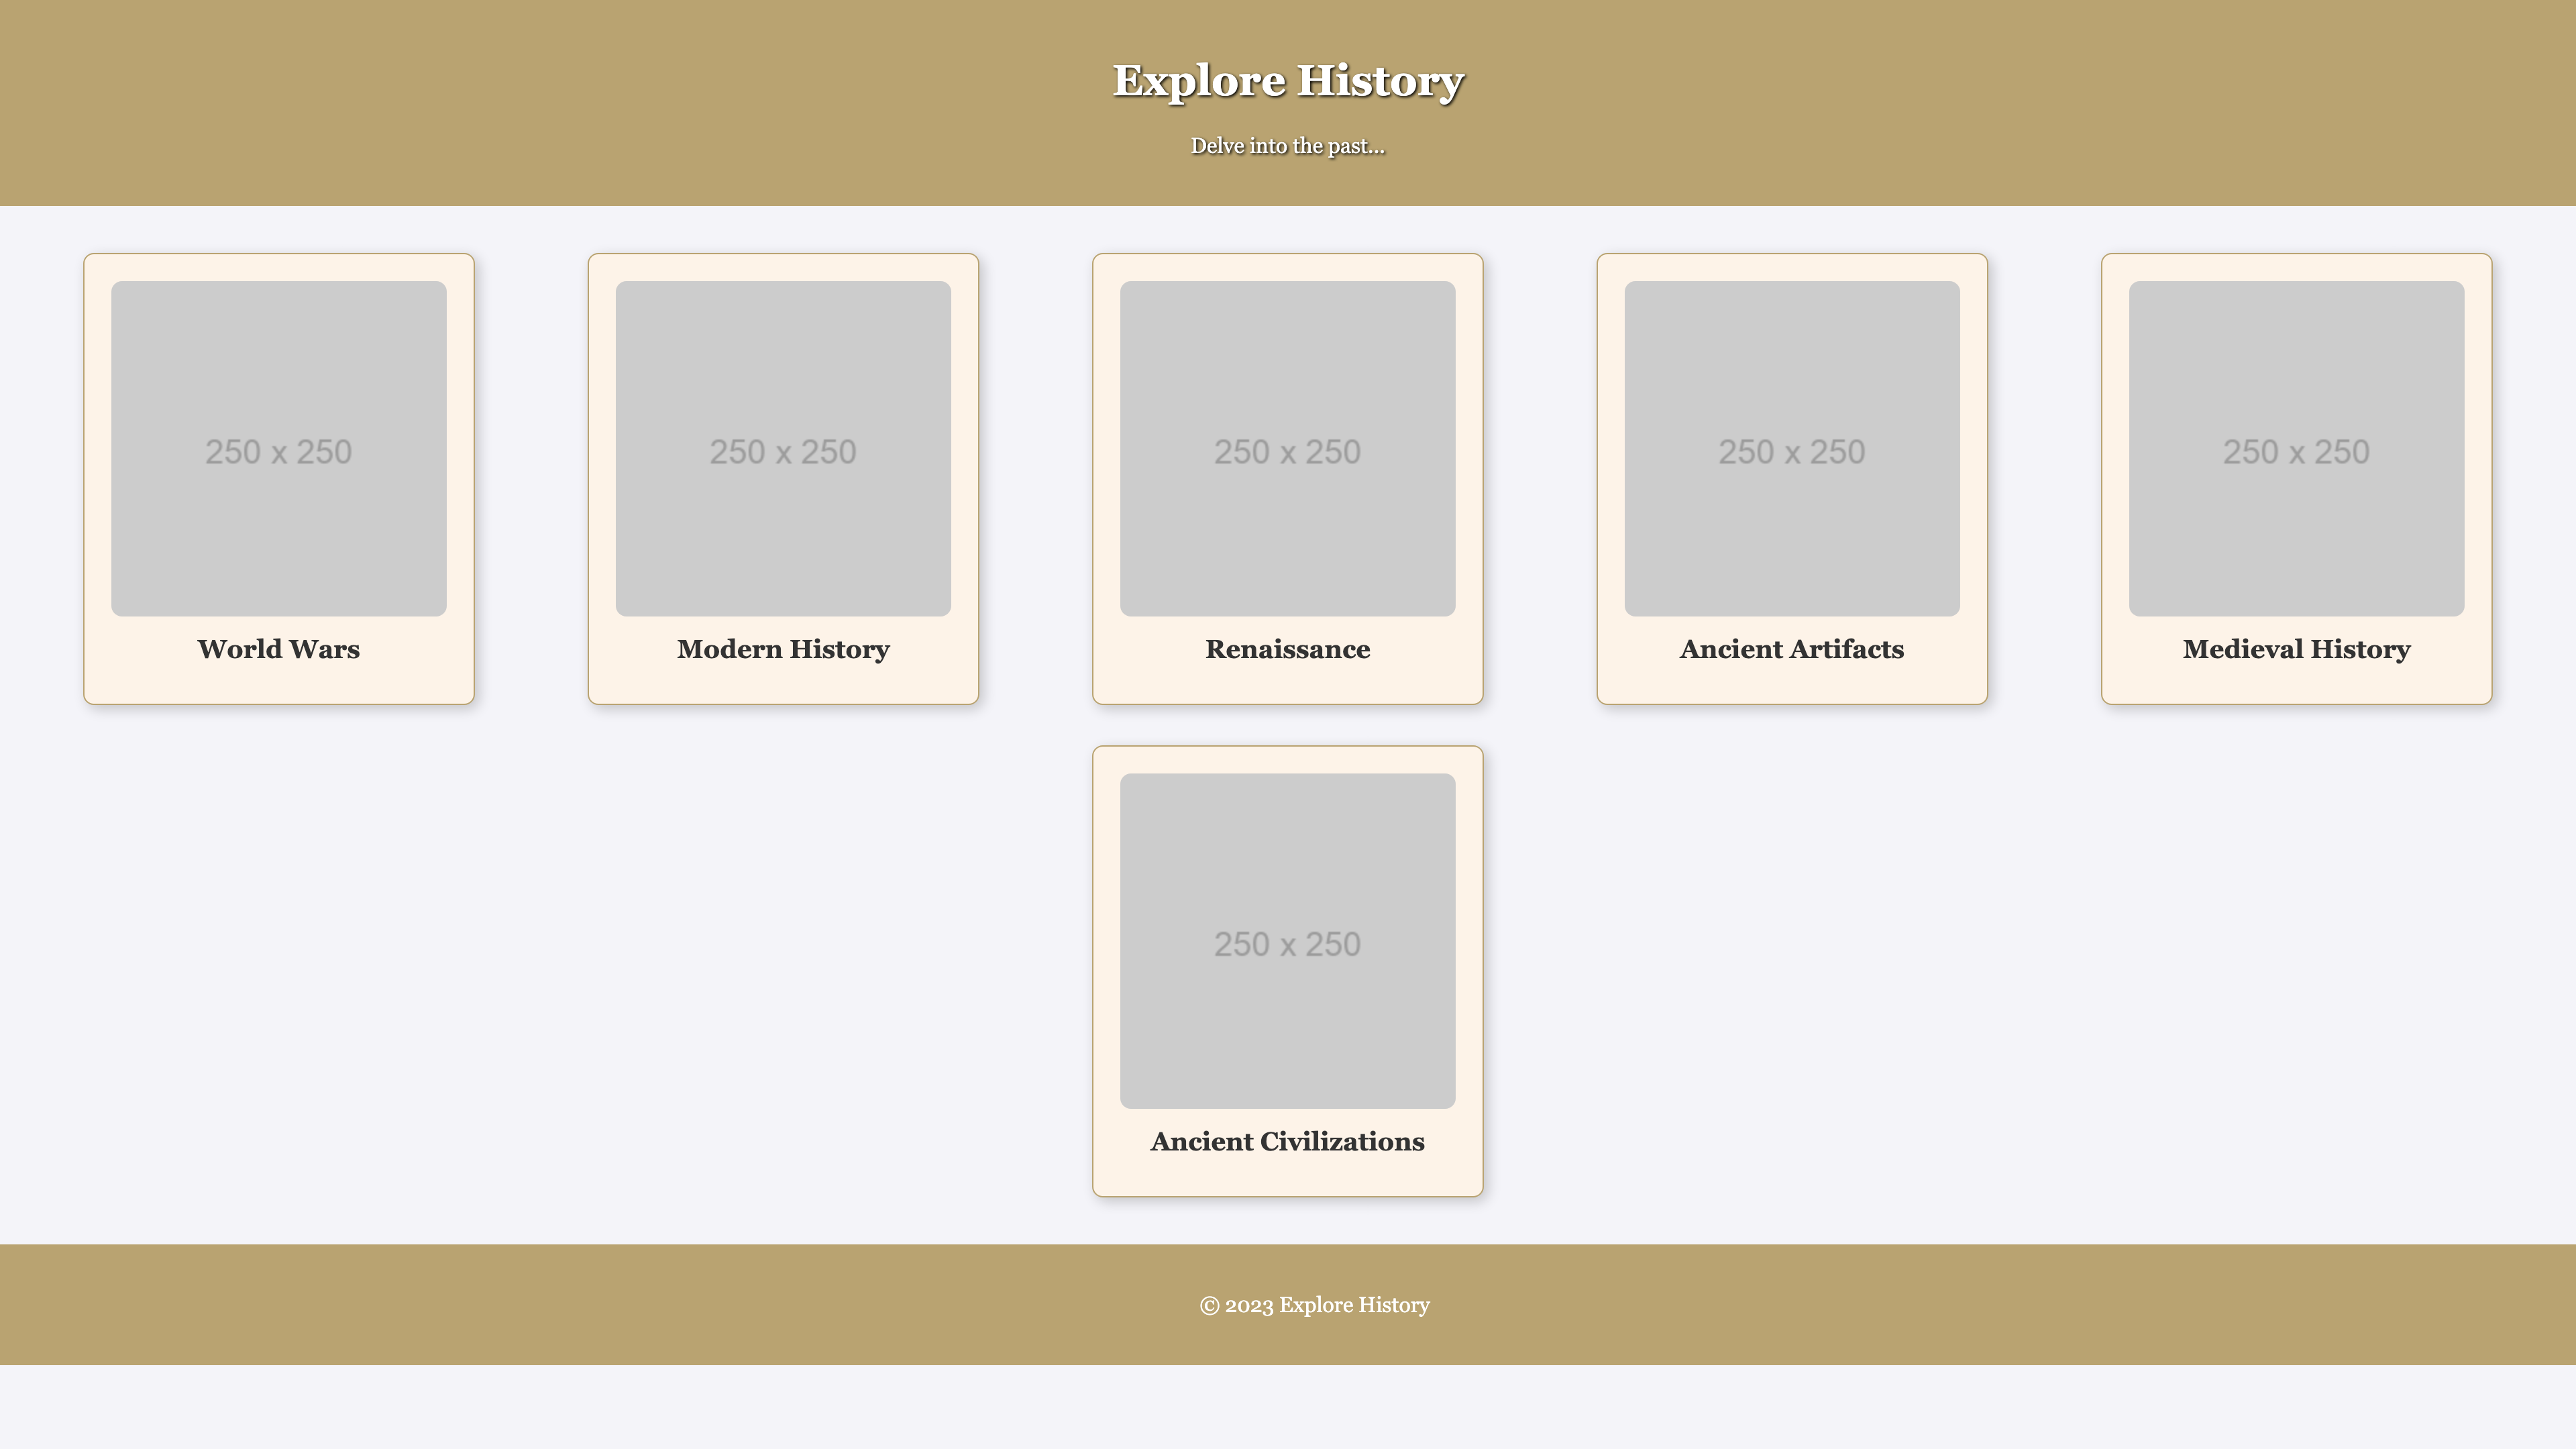 Explore History
Delve into the past...
250 x 250
250 x 250
250 x 250
250 x 250
250 x 250
World Wars
Modern History
Renaissance
Ancient Artifacts
Medieval History
250 x 250
Ancient Civilizations
© 2023 Explore History